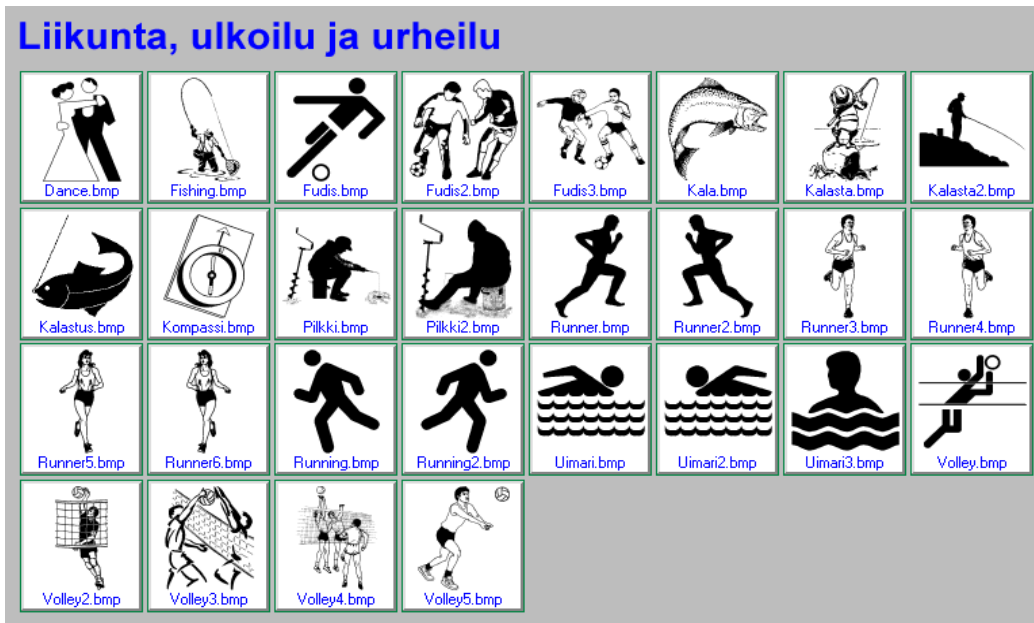 Liikunta, ulkoilu ja urheilu
Dance.bmp Fishing.bmp Fudis.bmp Fudis2.bmp Fudis3.bmp Kala.bmp Kalasta.bmp Kalasta2.bmp
Kalastus.bmp Kompassi.bmp Pilkki.bmp Pilkki2.bmp Runner.bmp Runner2.bmp Runner3.bmp Runner4.bmp
Runner5.bmp Runner6.bmp Running.bmp Running2.bmp Uimari.bmp Uimari2.bmp Uimari3.bmp Volley.bmp
Volley2.bmp Volley3.bmp Volley4.bmp Volley5.bmp